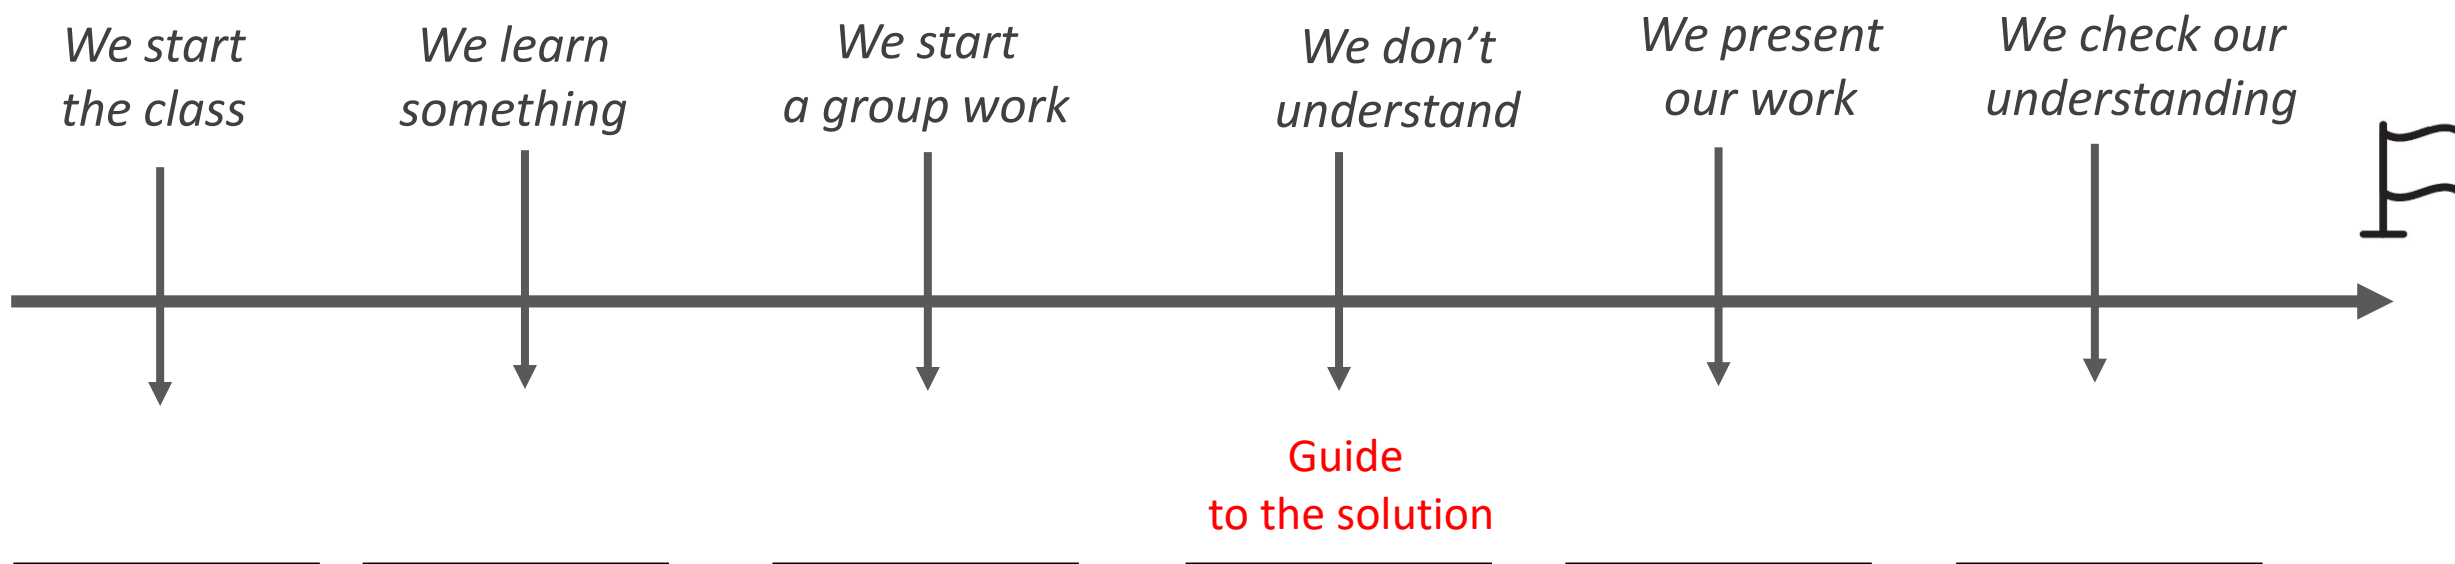 We start
the class
We learn
something
We start
a group work
We don’t
understand
We present
our work
We check our
understanding
Guide
to the solution